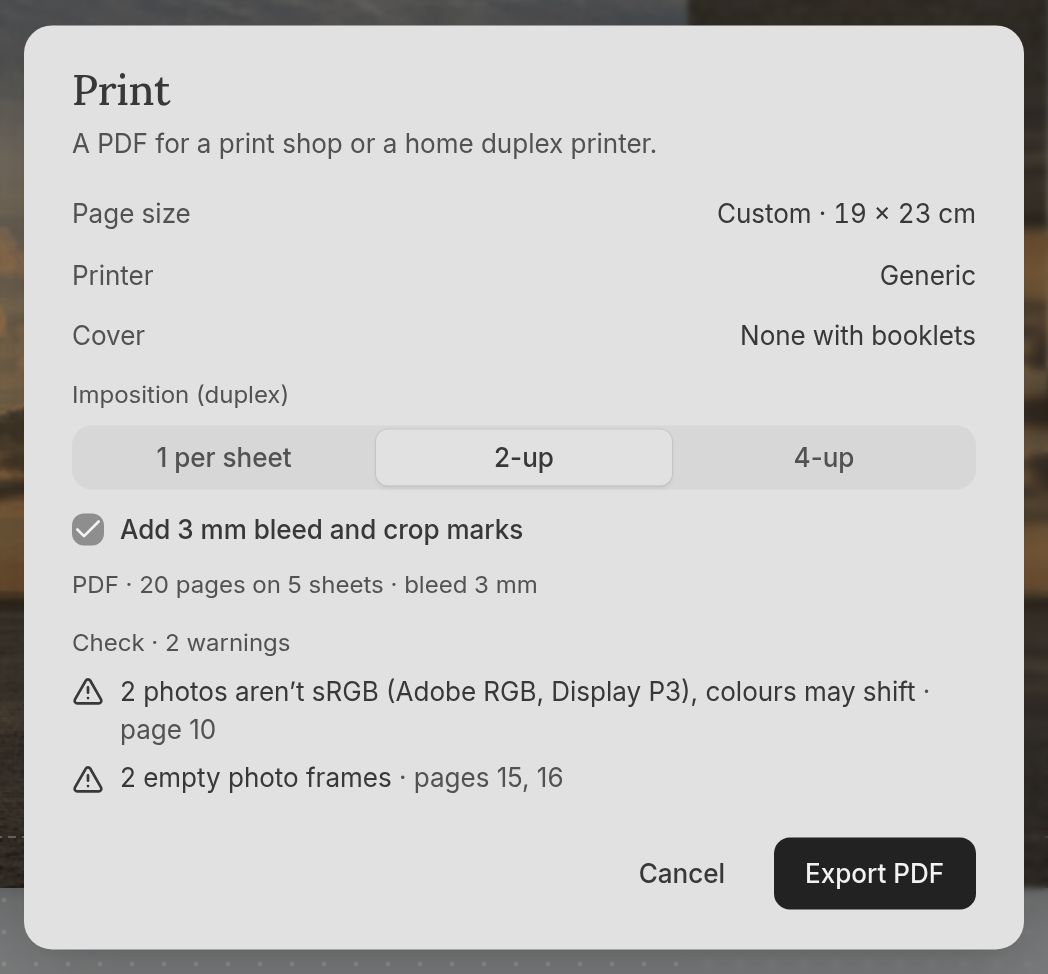 Print
A PDF for a print shop or a home duplex printer.
Page size
Custom · 19 × 23 cm
Printer
Generic
Cover
None with booklets
Imposition (duplex)
1 per sheet
2-up
4-up
Add 3 mm bleed and crop marks
PDF · 20 pages on 5 sheets · bleed 3 mm
Check · 2 warnings
2 photos aren’t sRGB (Adobe RGB, Display P3), colours may shift ·
page 10
2 empty photo frames · pages 15, 16
Cancel
Export PDF